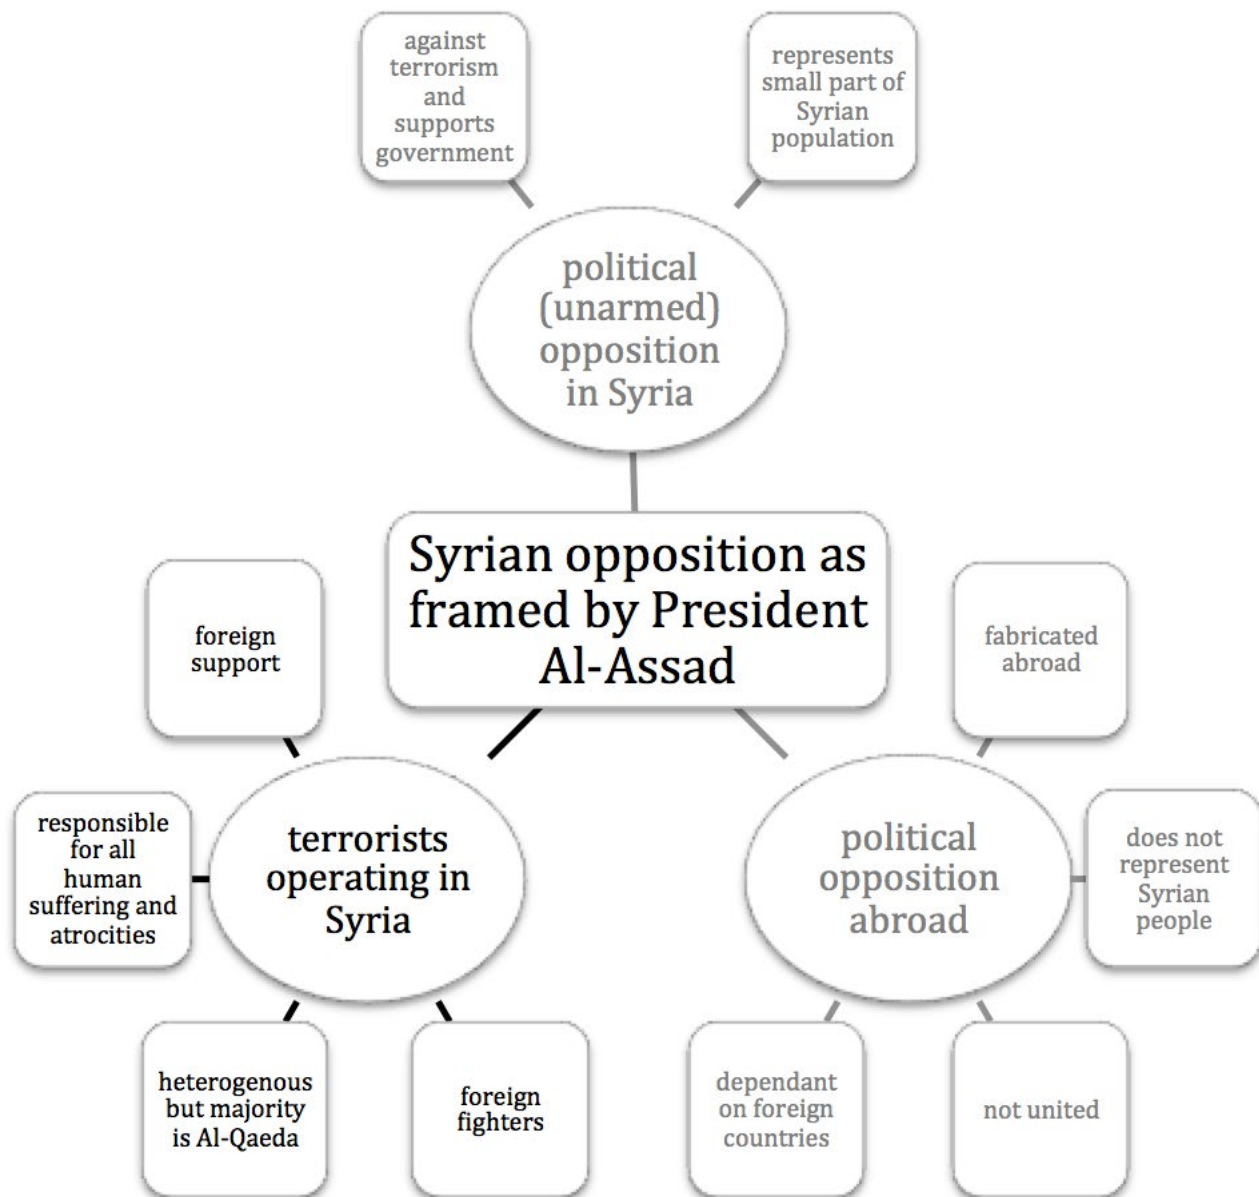 against
terrorism
and
supports
government
represents
small part of
Syrian
population
political
(unarmed)
opposition
in Syria
Syrian opposition as
framed by President
Al-Assad
foreign
support
fabricated
abroad
responsible
for all
human
suffering and
atrocities
terrorists
operating in
Syria
political
opposition
abroad
does not
represent
Syrian
people
heterogenous
but majority
is Al-Qaeda
foreign
fighters
dependant
on foreign
countries
not united